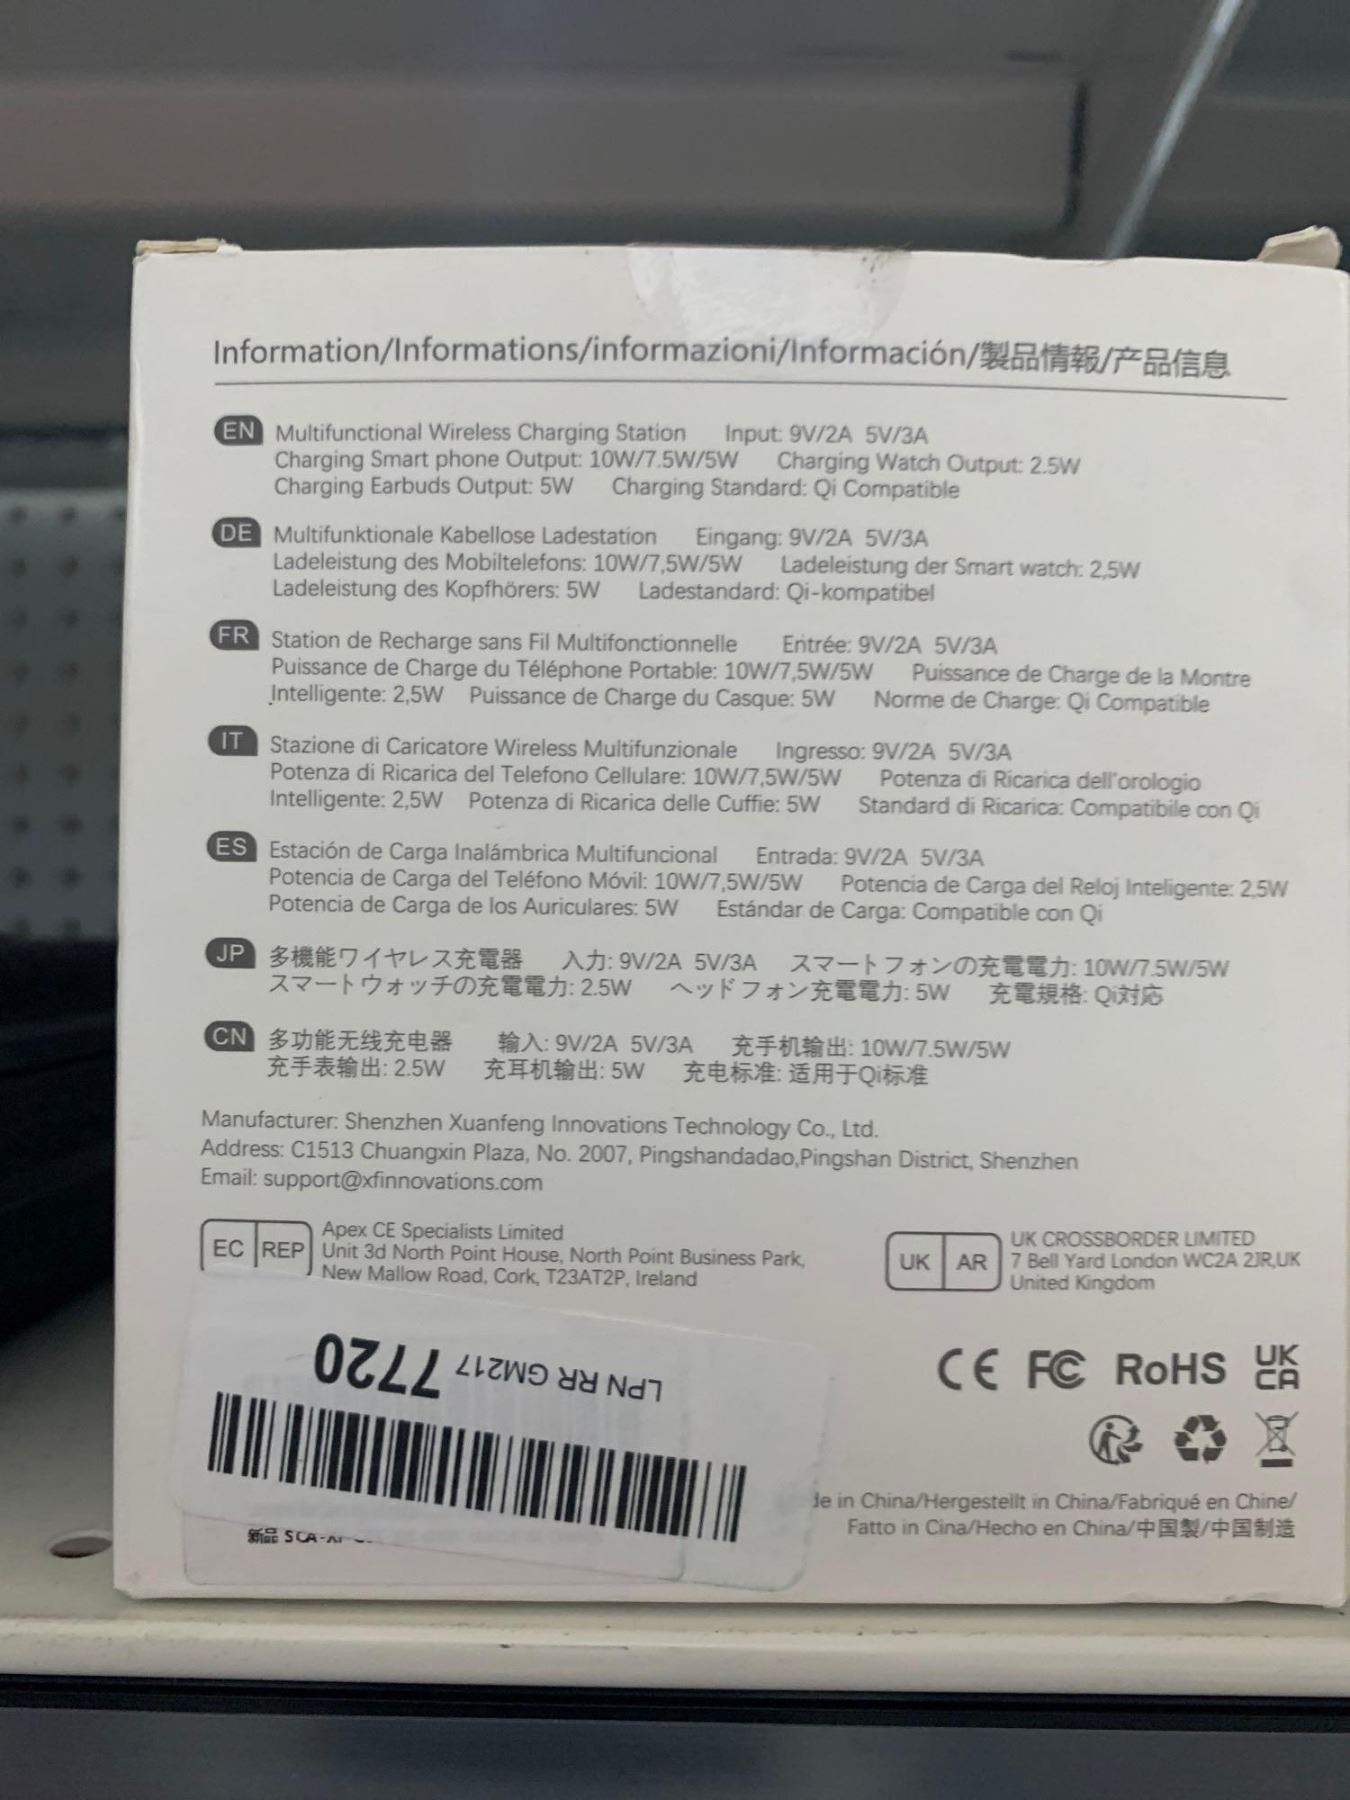 Information/Informations/informazioni/Información/製品情報/产品信息
EN Multifunctional Wireless Charging Station Input: 9V/2A 5V/3A
Charging Smart phone Output: 10W/7.5W/5W Charging Watch Output: 2.5W
Charging Earbuds Output: 5W Charging Standard: Qi Compatible
DE Multifunktionale Kabellose Ladestation Eingang: 9V/2A 5V/3A
Ladeleistung des Mobiltelefons: 10W/7,5W/5W Ladeleistung der Smart watch: 2,5W
Ladeleistung des Kopfhörers: 5W Ladestandard: Qi-kompatibel
FR Station de Recharge sans Fil Multifonctionnelle Entrée: 9V/2A 5V/3A
Puissance de Charge du Téléphone Portable: 10W/7,5W/5W Puissance de Charge de la Montre
Intelligente: 2,5W Puissance de Charge du Casque: 5W Norme de Charge: Qi Compatible
IT Stazione di Caricatore Wireless Multifunzionale Ingresso: 9V/2A 5V/3A
Potenza di Ricarica del Telefono Cellulare: 10W/7,5W/5W Potenza di Ricarica dell'orologio
Intelligente: 2,5W Potenza di Ricarica delle Cuffie: 5W Standard di Ricarica: Compatibile con Qi
ES Estación de Carga Inalámbrica Multifuncional Entrada: 9V/2A 5V/3A
Potencia de Carga del Teléfono Móvil: 10W/7,5W/5W Potencia de Carga del Reloj Inteligente: 2,5W
Potencia de Carga de los Auriculares: 5W Estándar de Carga: Compatible con Qi
JP 多機能ワイヤレス充電器 入力: 9V/2A 5V/3A スマートフォンの充電電力: 10W/7.5W/5W
スマートウォッチの充電電力: 2.5W ヘッドフォン充電電力: 5W 充電規格: Qi対応
CN 多功能无线充电器 输入: 9V/2A 5V/3A 充手机输出: 10W/7.5W/5W
充手表输出: 2.5W 充耳机输出: 5W 充电标准: 适用于Qi标准
Manufacturer: Shenzhen Xuanfeng Innovations Technology Co., Ltd.
Address: C1513 Chuangxin Plaza, No. 2007, Pingshandadao,Pingshan District, Shenzhen
Email: support@xfinnovations.com
EC REP
Apex CE Specialists Limited
Unit 3d North Point House, North Point Business Park,
New Mallow Road, Cork, T23AT2P, Ireland
UK AR
UK CROSSBORDER LIMITED
7 Bell Yard London WC2A 2JR,UK
United Kingdom
LPN RR GM217 7720
CE FC RoHS UK CA
de in China/Hergestellt in China/Fabriqué en Chine/
Fatto in Cina/Hecho en China/中国製/中国制造
新品